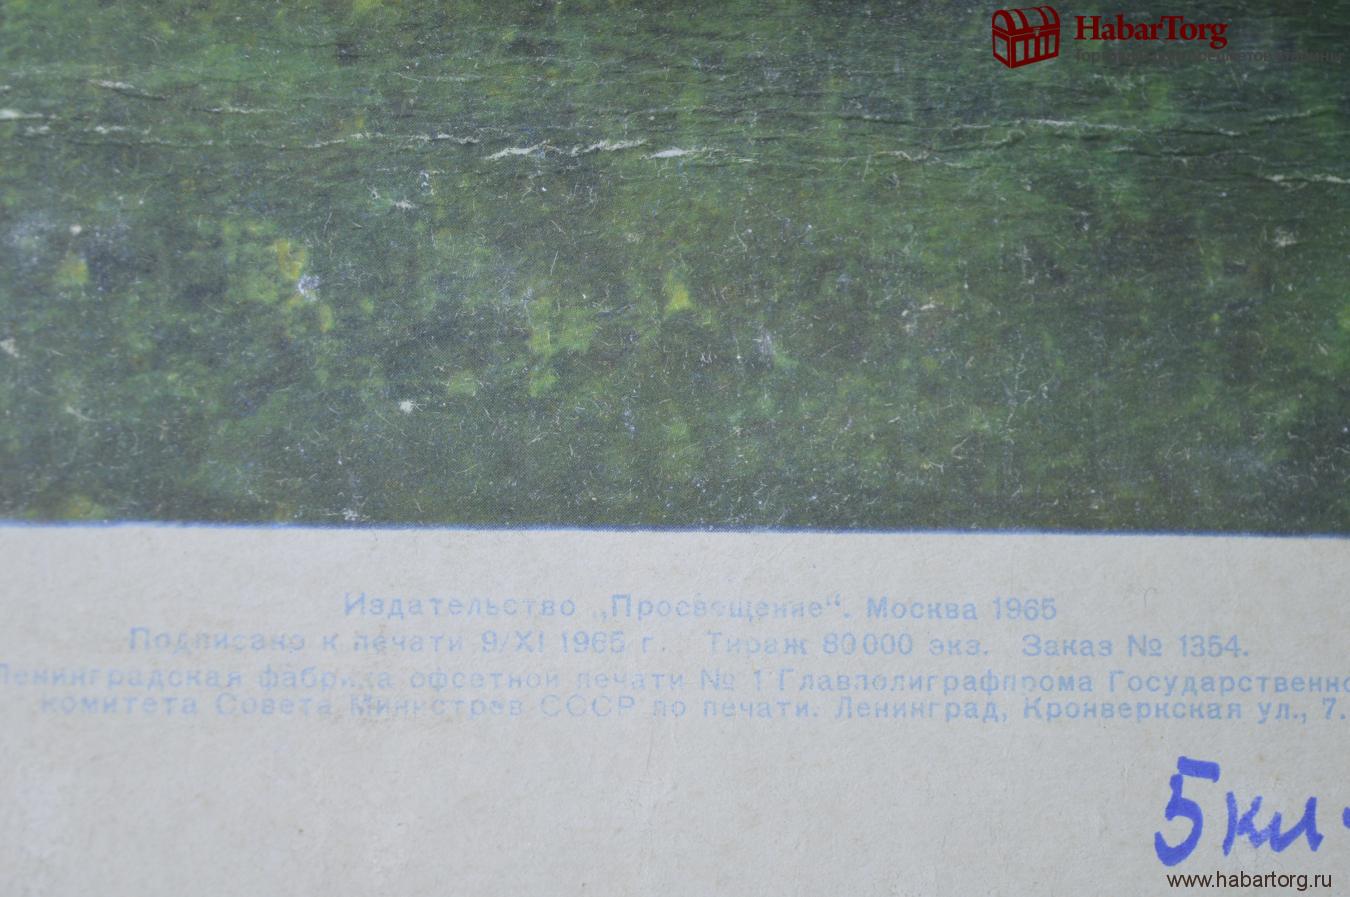 HabarTorg
Издательство „Просвещение“. Москва 1965
Подписано к печати 9/XI 1965 г. Тираж 80 000 экз. Заказ № 1354.
Ленинградская фабрика офсетной печати № 1 Главполиграфпрома Государственно
комитета Совета Министров СССР по печати. Ленинград, Кронверкская ул., 7.
5 кл.
www.habartorg.ru